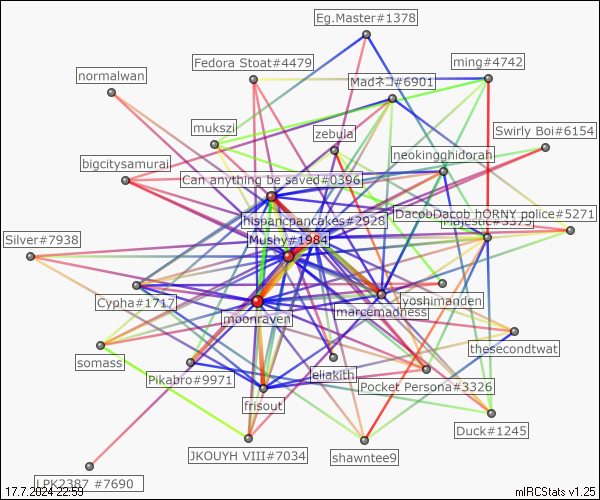 Eg.Master#1378
Fedora Stoat#4479
ming#4742
normalwan
Madネコ#6901
mukszi
zebula
Swirly Boi#6154
bigcitysamurai
neokingghidorah
Can anything be saved#0396
hispanicpancakes#2928
DacobDacob hORNY police#5271
Silver#7938
Mushy#1984
Cypha#1717
yoshimanden
moonraven
marcemadness
thesecondtwat
somass
Pikabro#9971
eliakith
Pocket Persona#3326
frisout
Duck#1245
JKOUYH VIII#7034
shawntee9
LPK2387 #7690
17.7.2024 22:59
mIRCStats v1.25